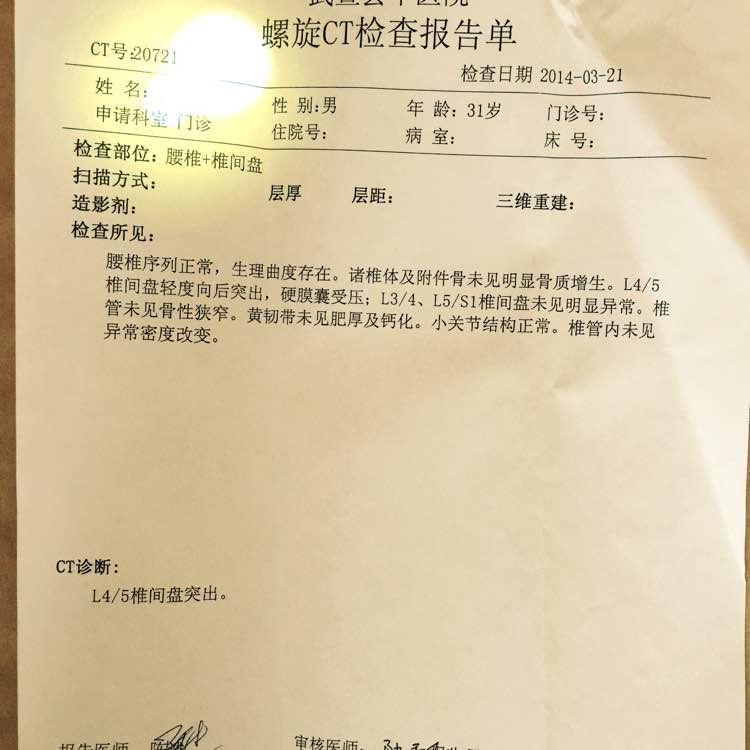 螺旋CT检查报告单
CT号:20721
检查日期 2014-03-21
姓 名:
性 别:男 年 龄: 31岁 门诊号:
申请科室 门诊 住院号: 病 室: 床 号:
检查部位: 腰椎+椎间盘
扫描方式: 层厚 层距: 三维重建:
造影剂:
检查所见:
腰椎序列正常，生理曲度存在。诸椎体及附件骨未见明显骨质增生。L4/5
椎间盘轻度向后突出，硬膜囊受压；L3/4、L5/S1椎间盘未见明显异常。椎
管未见骨性狭窄。黄韧带未见肥厚及钙化。小关节结构正常。椎管内未见
异常密度改变。
CT诊断:
L4/5椎间盘突出。
报告医师
审核医师: